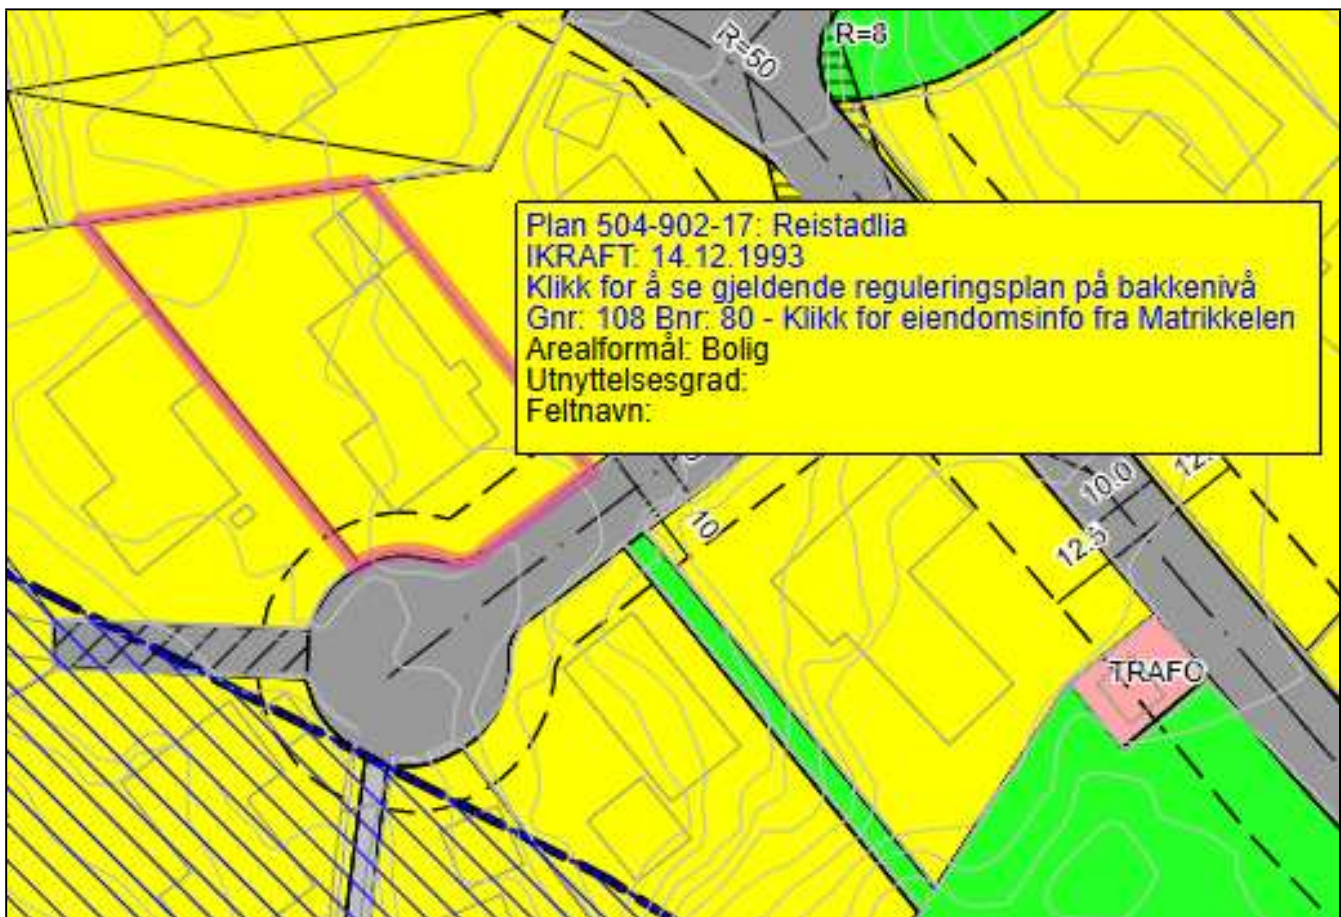 R=50
R=8
Plan 504-902-17: Reistadlia
IKRAFT: 14.12.1993
Klikk for å se gjeldende reguleringsplan på bakkenivå
Gnr: 108 Bnr: 80 - Klikk for eiendomsinfo fra Matrikkelen
Arealformål: Bolig
Utnyttelsesgrad:
Feltnavn:
10.0
10
12.5
TRAFO